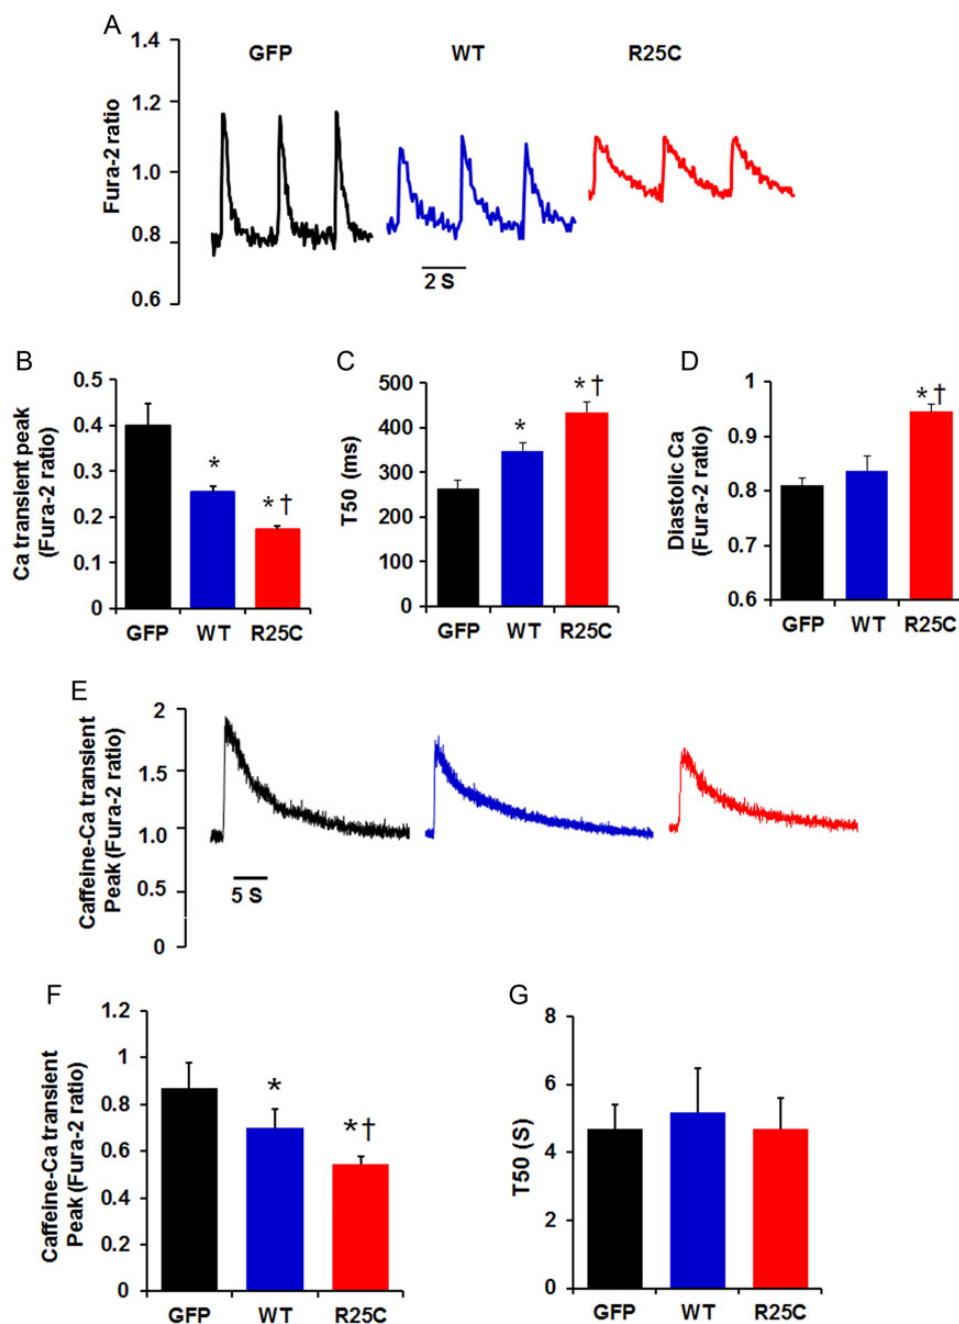 A
GFP WT R25C
Fura-2 ratio
1.4
1.2
1.0
0.8
0.6
2 S
B
Ca transient peak
(Fura-2 ratio)
0.5
0.4
0.3
0.2
0.1
0
*
*†
GFP WT R25C
C
T50 (ms)
500
400
300
200
100
0
*
*†
GFP WT R25C
D
Diastolic Ca
(Fura-2 ratio)
1
0.9
0.8
0.7
0.6
*†
GFP WT R25C
E
Caffeine-Ca transient
Peak (Fura-2 ratio)
2
1.5
1.0
0.5
0
5 S
F
Caffeine-Ca transient
Peak (Fura-2 ratio)
1.2
1
0.8
0.6
0.4
0.2
0
*
*†
GFP WT R25C
G
T50 (S)
8
6
4
2
0
GFP WT R25C